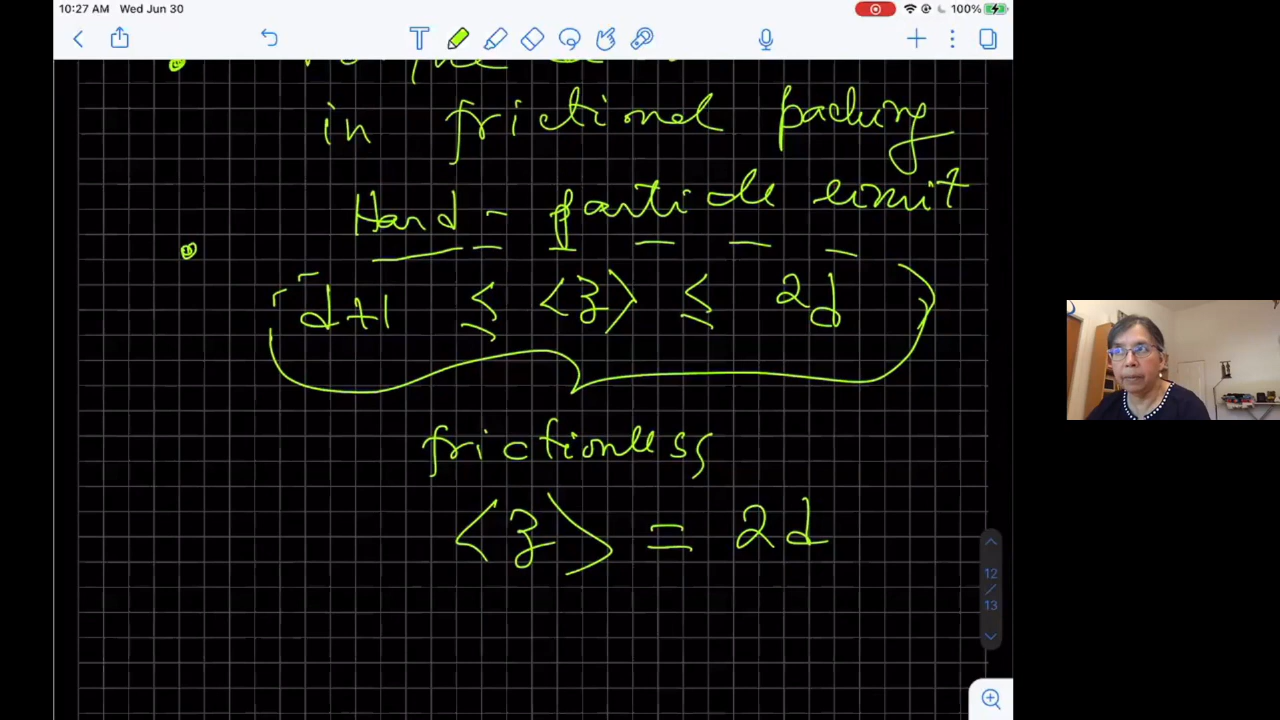 10:27 AM Wed Jun 30
100%
in frictional packing
Hard - particle limit
d+1 ≤ <z> ≤ 2d
frictionless
<z> = 2d
12
/
13